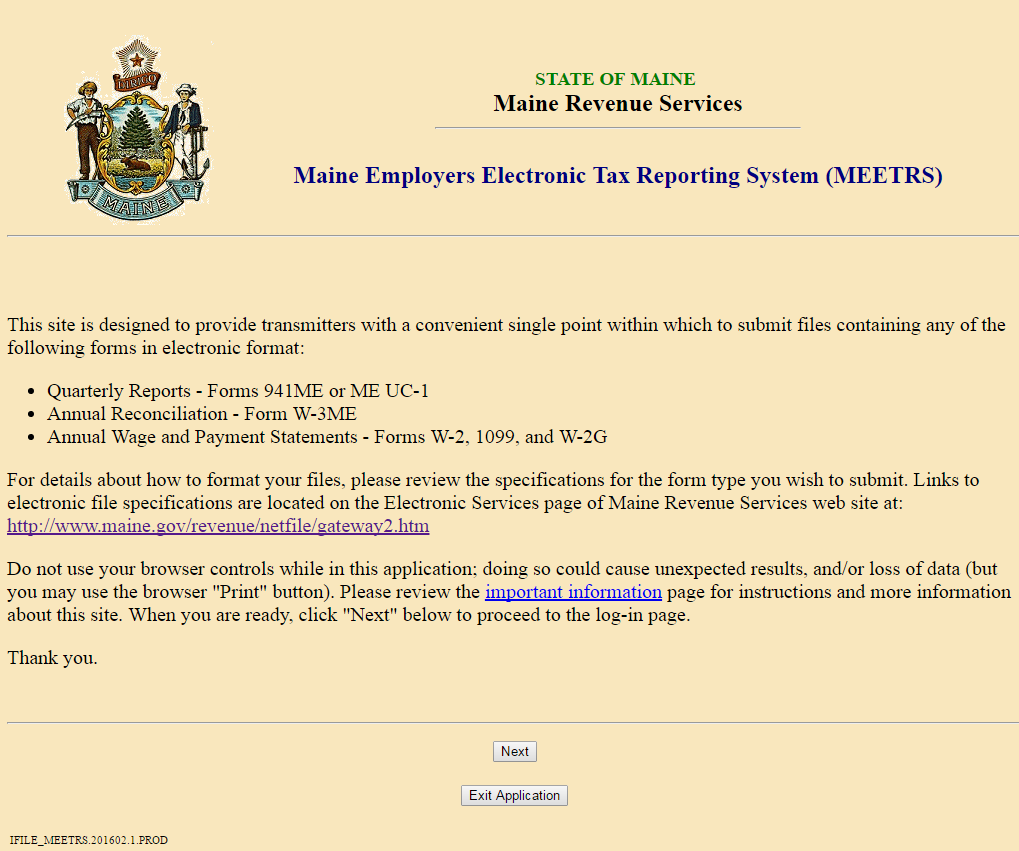 DIRIGO
MAINE
STATE OF MAINE
Maine Revenue Services
Maine Employers Electronic Tax Reporting System (MEETRS)
This site is designed to provide transmitters with a convenient single point within which to submit files containing any of the
following forms in electronic format:
• Quarterly Reports - Forms 941ME or ME UC-1
• Annual Reconciliation - Form W-3ME
• Annual Wage and Payment Statements - Forms W-2, 1099, and W-2G
For details about how to format your files, please review the specifications for the form type you wish to submit. Links to
electronic file specifications are located on the Electronic Services page of Maine Revenue Services web site at:
http://www.maine.gov/revenue/netfile/gateway2.htm
Do not use your browser controls while in this application; doing so could cause unexpected results, and/or loss of data (but
you may use the browser "Print" button). Please review the important information page for instructions and more information
about this site. When you are ready, click "Next" below to proceed to the log-in page.
Thank you.
Next
Exit Application
IFILE_MEETRS.201602.1.PROD